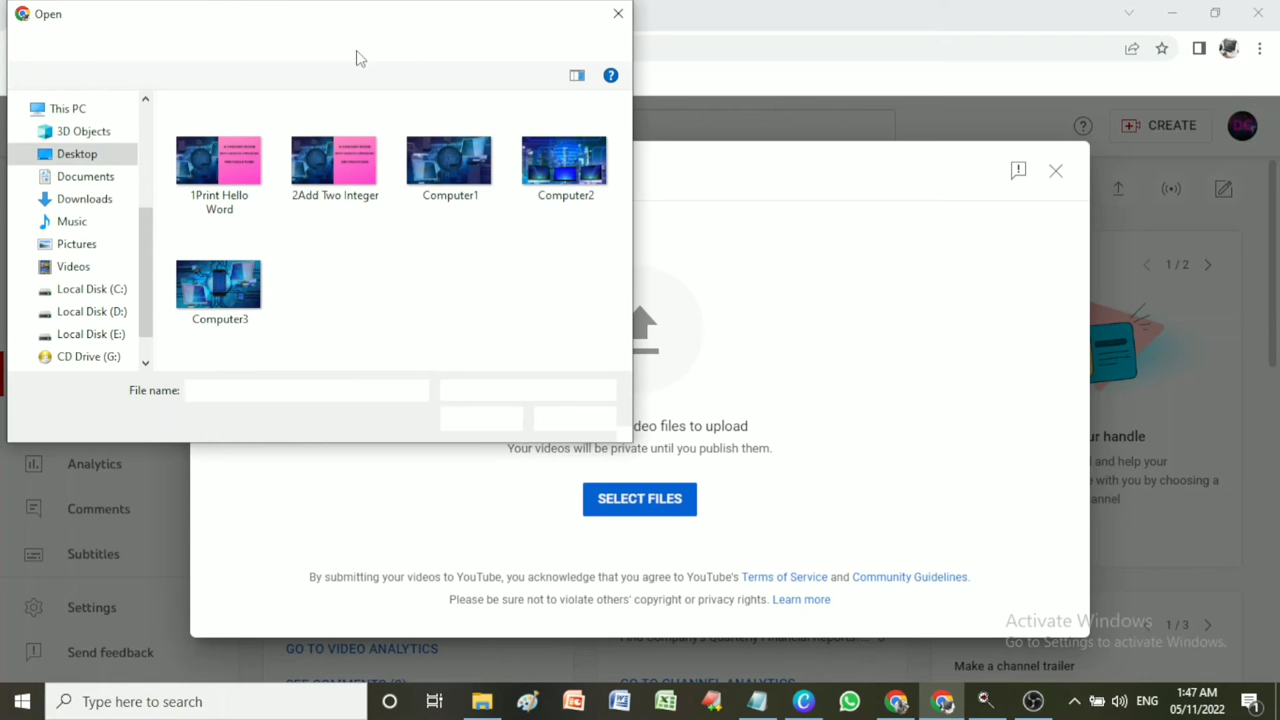 Open
This PC
3D Objects
Desktop
Documents
Downloads
Music
Pictures
Videos
Local Disk (C:)
Local Disk (D:)
Local Disk (E:)
CD Drive (G:)
1Print Hello
Word
2Add Two Integer
Computer1
Computer2
Computer3
File name:
CREATE
1 / 2
deo files to upload
Your videos will be private until you publish them.
SELECT FILES
By submitting your videos to YouTube, you acknowledge that you agree to YouTube's Terms of Service and Community Guidelines.
Please be sure not to violate others' copyright or privacy rights. Learn more
ur handle
and help your
with you by choosing a
annel
Analytics
Comments
Subtitles
Settings
Send feedback
GO TO VIDEO ANALYTICS
Activate Windows
Go to Settings to activate Windows.
1 / 3
Make a channel trailer
GO TO CHANNEL ANALYTICS
Type here to search
ENG
1:47 AM
05/11/2022